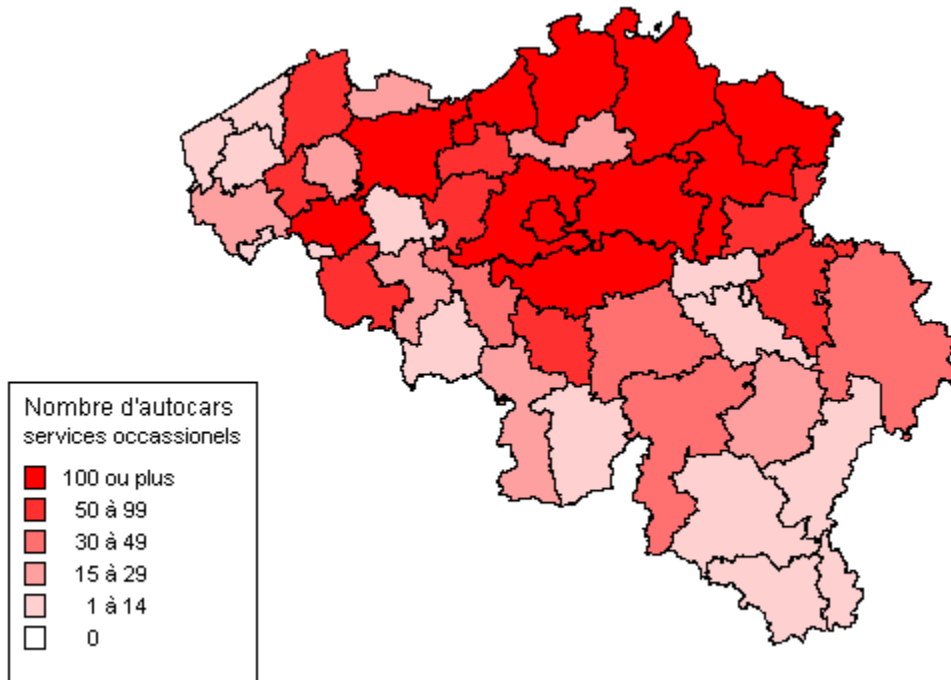 Nombre d'autocars
services occassionels
100 ou plus
50 à 99
30 à 49
15 à 29
1 à 14
0